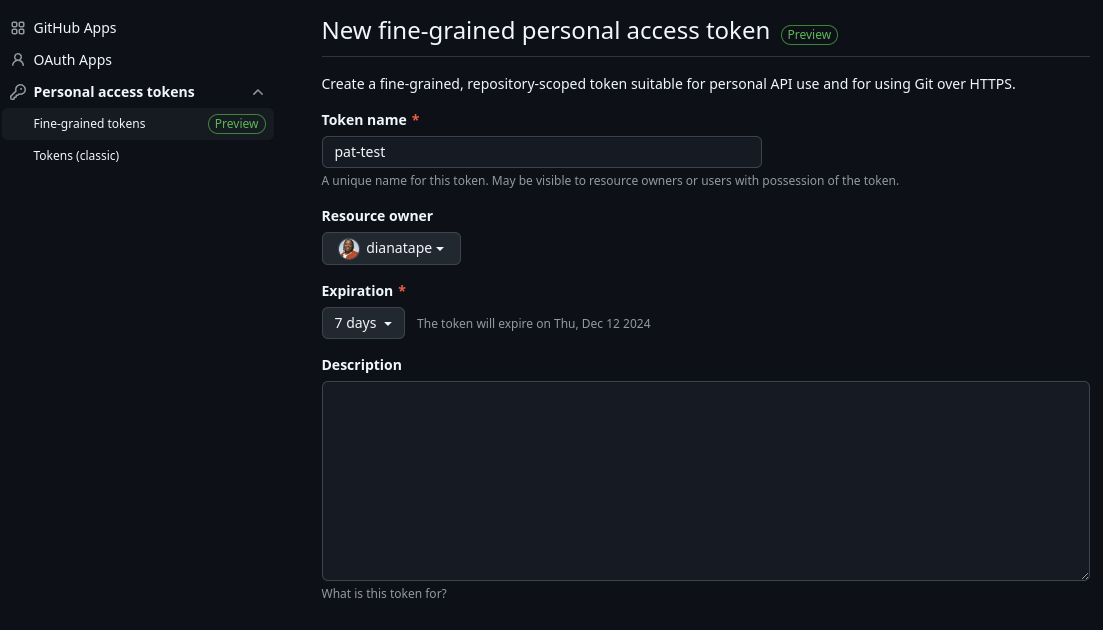 GitHub Apps
OAuth Apps
Personal access tokens
Fine-grained tokens Preview
Tokens (classic)
New fine-grained personal access token Preview
Create a fine-grained, repository-scoped token suitable for personal API use and for using Git over HTTPS.
Token name *
pat-test
A unique name for this token. May be visible to resource owners or users with possession of the token.
Resource owner
dianatape
Expiration *
7 days The token will expire on Thu, Dec 12 2024
Description
What is this token for?